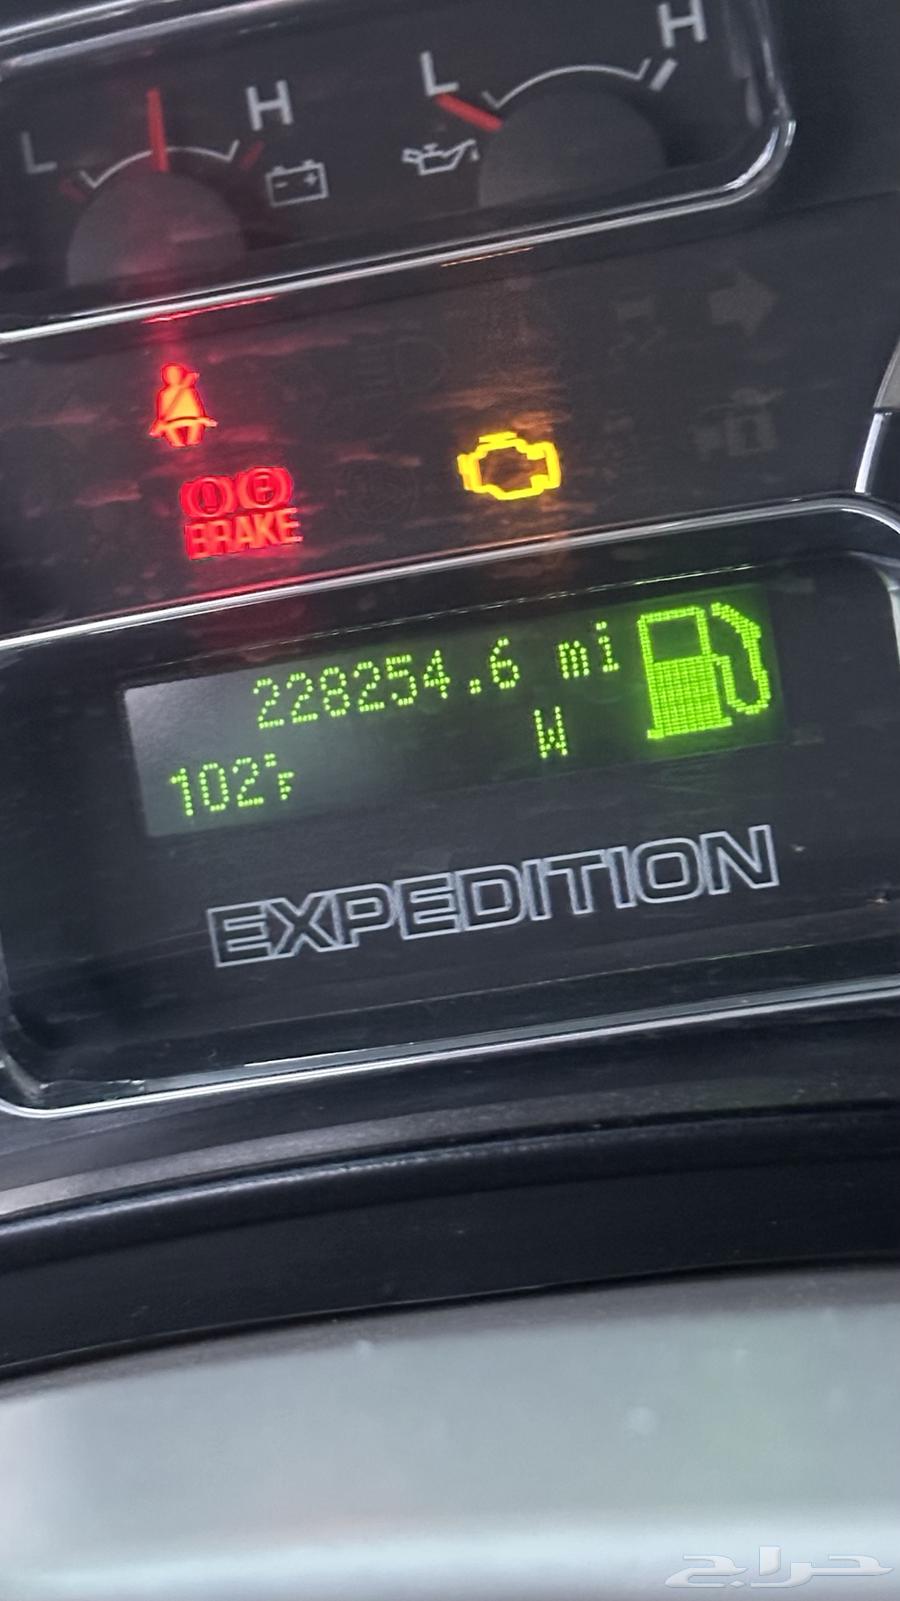 L H L H
BRAKE
228254.6 mi
102°F W
EXPEDITION
حراج